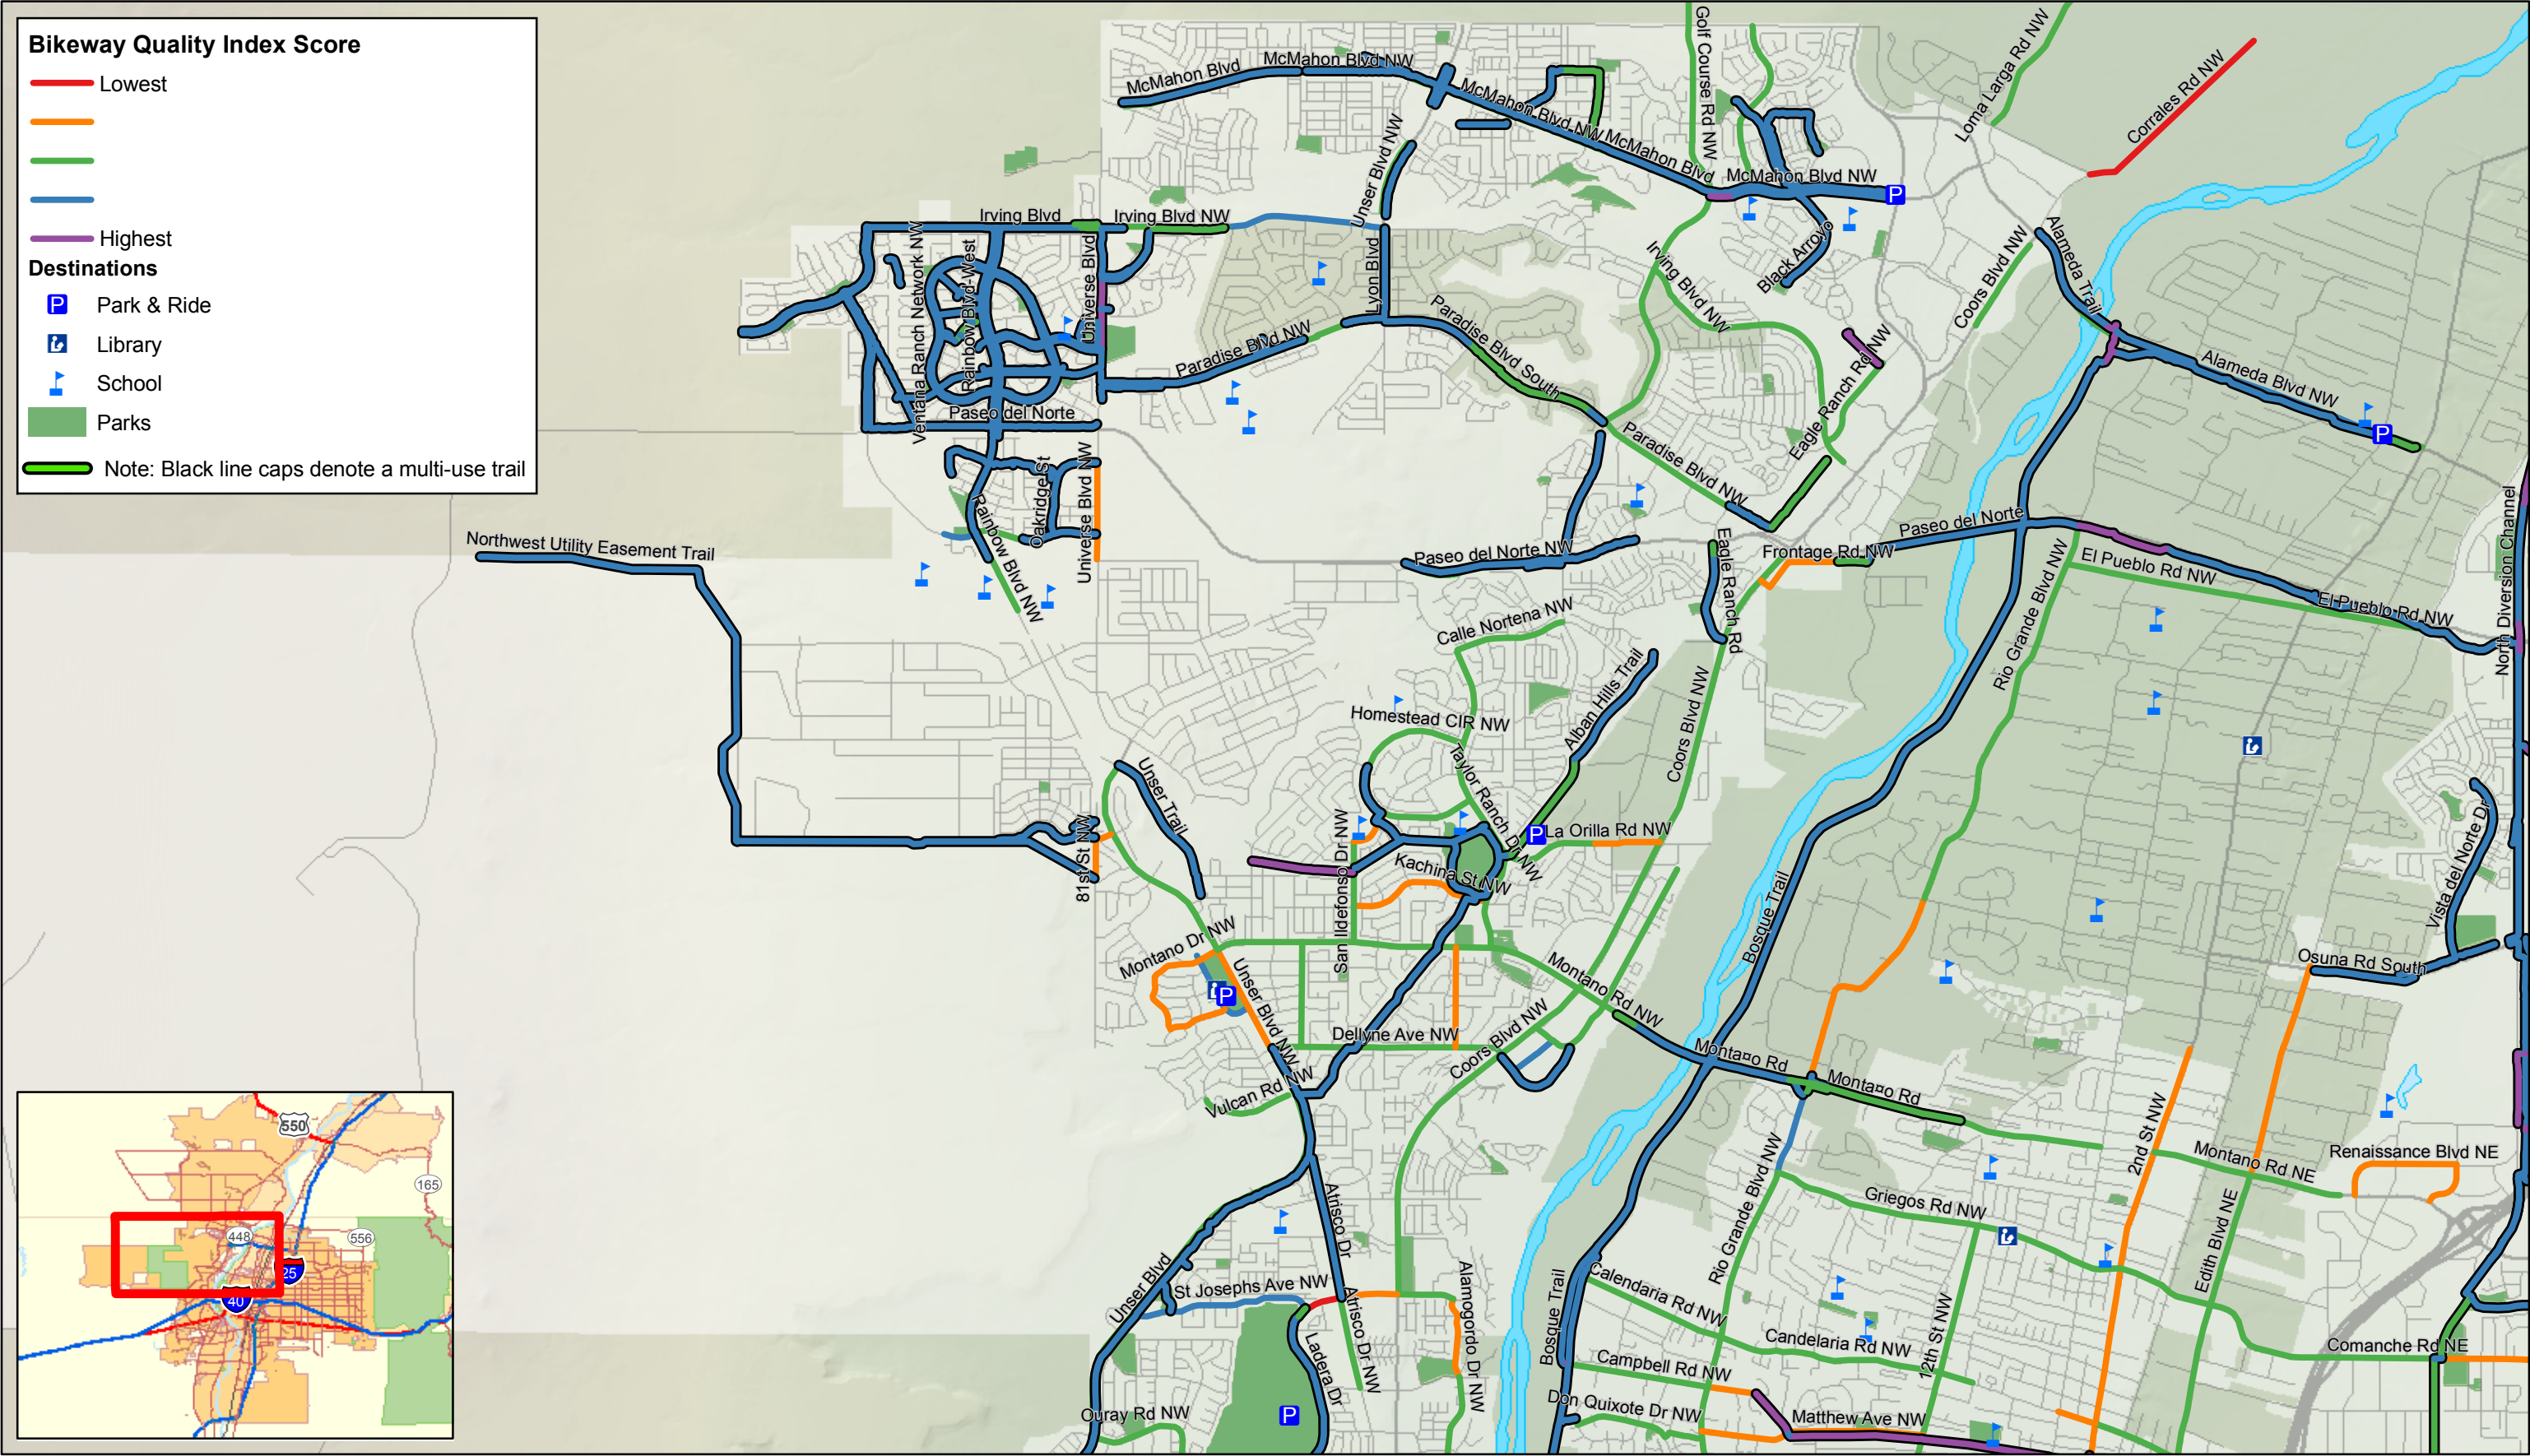 Bikeway Quality Index Score
Lowest
Highest
Destinations
P Park & Ride
Library
School
Parks
Note: Black line caps denote a multi-use trail
McMahon Blvd
McMahon Blvd NW
McMahon Blvd NW
McMahon Blvd
McMahon Blvd NW
Golf Course Rd NW
Loma Larga Rd NW
Corrales Rd NW
P
Unser Blvd NW
Irving Blvd
Irving Blvd NW
Ventana Ranch Network NW
Rainbow Blvd-West
Universe Blvd
Lyon Blvd
Irving Blvd NW
Black Arroyo
Coors Blvd NW
Alameda Trail
Paradise Blvd NW
Paradise Blvd South
Eagle Ranch Rd NW
Alameda Blvd NW
P
Paseo del Norte
Paradise Blvd NW
Oakridge St
Universe Blvd NW
Rainbow Blvd NW
Northwest Utility Easement Trail
Paseo del Norte NW
Eagle Ranch Rd
Frontage Rd NW
Paseo del Norte
Rio Grande Blvd NW
El Pueblo Rd NW
El Pueblo Rd NW
North Diversion Channel
Calle Nortena NW
Alban Hills Trail
Coors Blvd NW
Homestead CIR NW
Taylor Ranch Dr NW
Unser Trail
81st St NW
San Ildefonso Dr NW
P
La Orilla Rd NW
Kachina St NW
Vista del Norte Dr
Osuna Rd South
Bosque Trail
Montano Dr NW
Unser Blvd NW
P
Montano Rd NW
Dellyne Ave NW
Coors Blvd NW
Montaño Rd
Montaño Rd
Vulcan Rd NW
2nd St NW
Montano Rd NE
Renaissance Blvd NE
Rio Grande Blvd NW
Griegos Rd NW
Edith Blvd NE
Atrisco Dr
Unser Blvd
St Josephs Ave NW
Atrisco Dr NW
Alamogordo Dr NW
Ladera Dr
Bosque Trail
Calendaria Rd NW
Candelaria Rd NW
12th St NW
Comanche Rd NE
Campbell Rd NW
Don Quixote Dr NW
Matthew Ave NW
Ouray Rd NW
P
550
165
448
556
25
40